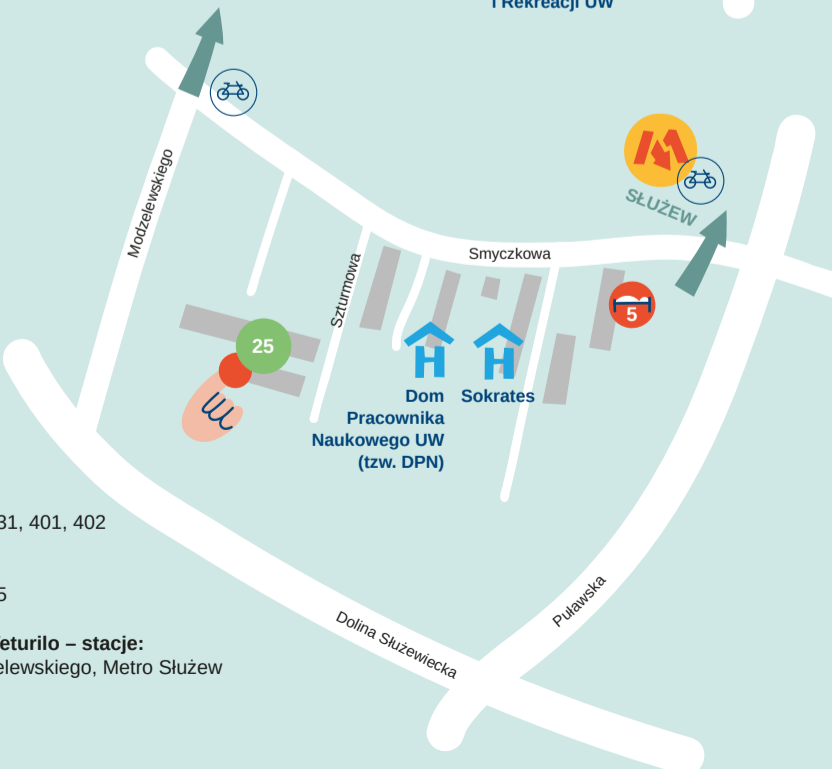 i Rekreacji UW
SŁUŻEW
Modzelewskiego
Smyczkowa
Szturmowa
5
25
Dom
Pracownika
Naukowego UW
(tzw. DPN)
Sokrates
31, 401, 402
5
Puławska
Dolina Służewiecka
eturilo – stacje:
elewskiego, Metro Służew